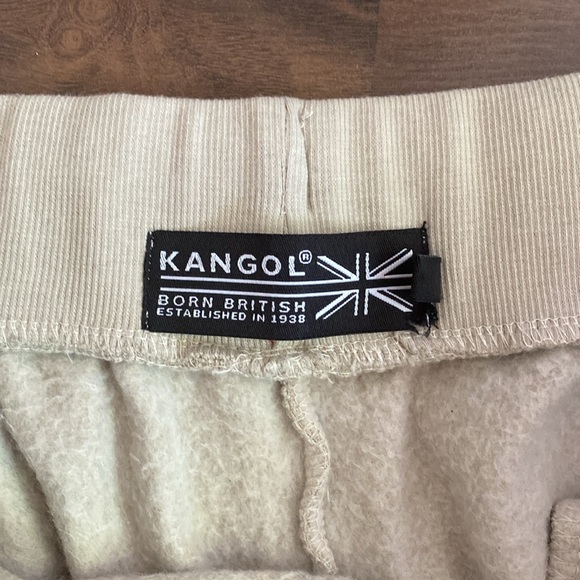 KANGOL®
BORN BRITISH
ESTABLISHED IN 1938